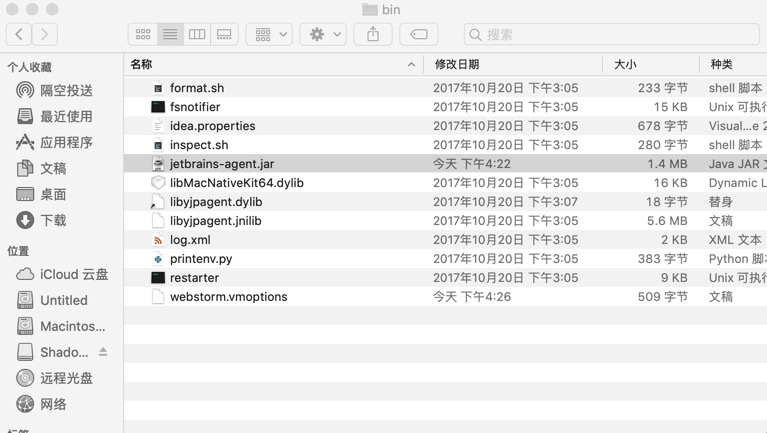 bin
搜索
个人收藏
隔空投送
最近使用
应用程序
文稿
桌面
下载
位置
iCloud 云盘
Untitled
Macintos...
Shado...
远程光盘
网络
名称 修改日期 大小 种类
format.sh 2017年10月20日 下午3:05 233 字节 shell 脚本
fsnotifier 2017年10月20日 下午3:05 15 KB Unix 可执行
idea.properties 2017年10月20日 下午3:05 678 字节 Visual...e 2
inspect.sh 2017年10月20日 下午3:05 280 字节 shell 脚本
jetbrains-agent.jar 今天 下午4:22 1.4 MB Java JAR
libMacNativeKit64.dylib 2017年10月20日 下午3:05 16 KB Dynamic L
libyjpagent.dylib 2017年10月20日 下午3:07 18 字节 替身
libyjpagent.jnilib 2017年10月20日 下午3:05 5.6 MB 文稿
log.xml 2017年10月20日 下午3:05 2 KB XML 文本
printenv.py 2017年10月20日 下午3:05 383 字节 Python 脚
restarter 2017年10月20日 下午3:05 9 KB Unix 可执行
webstorm.vmoptions 今天 下午4:26 509 字节 文稿